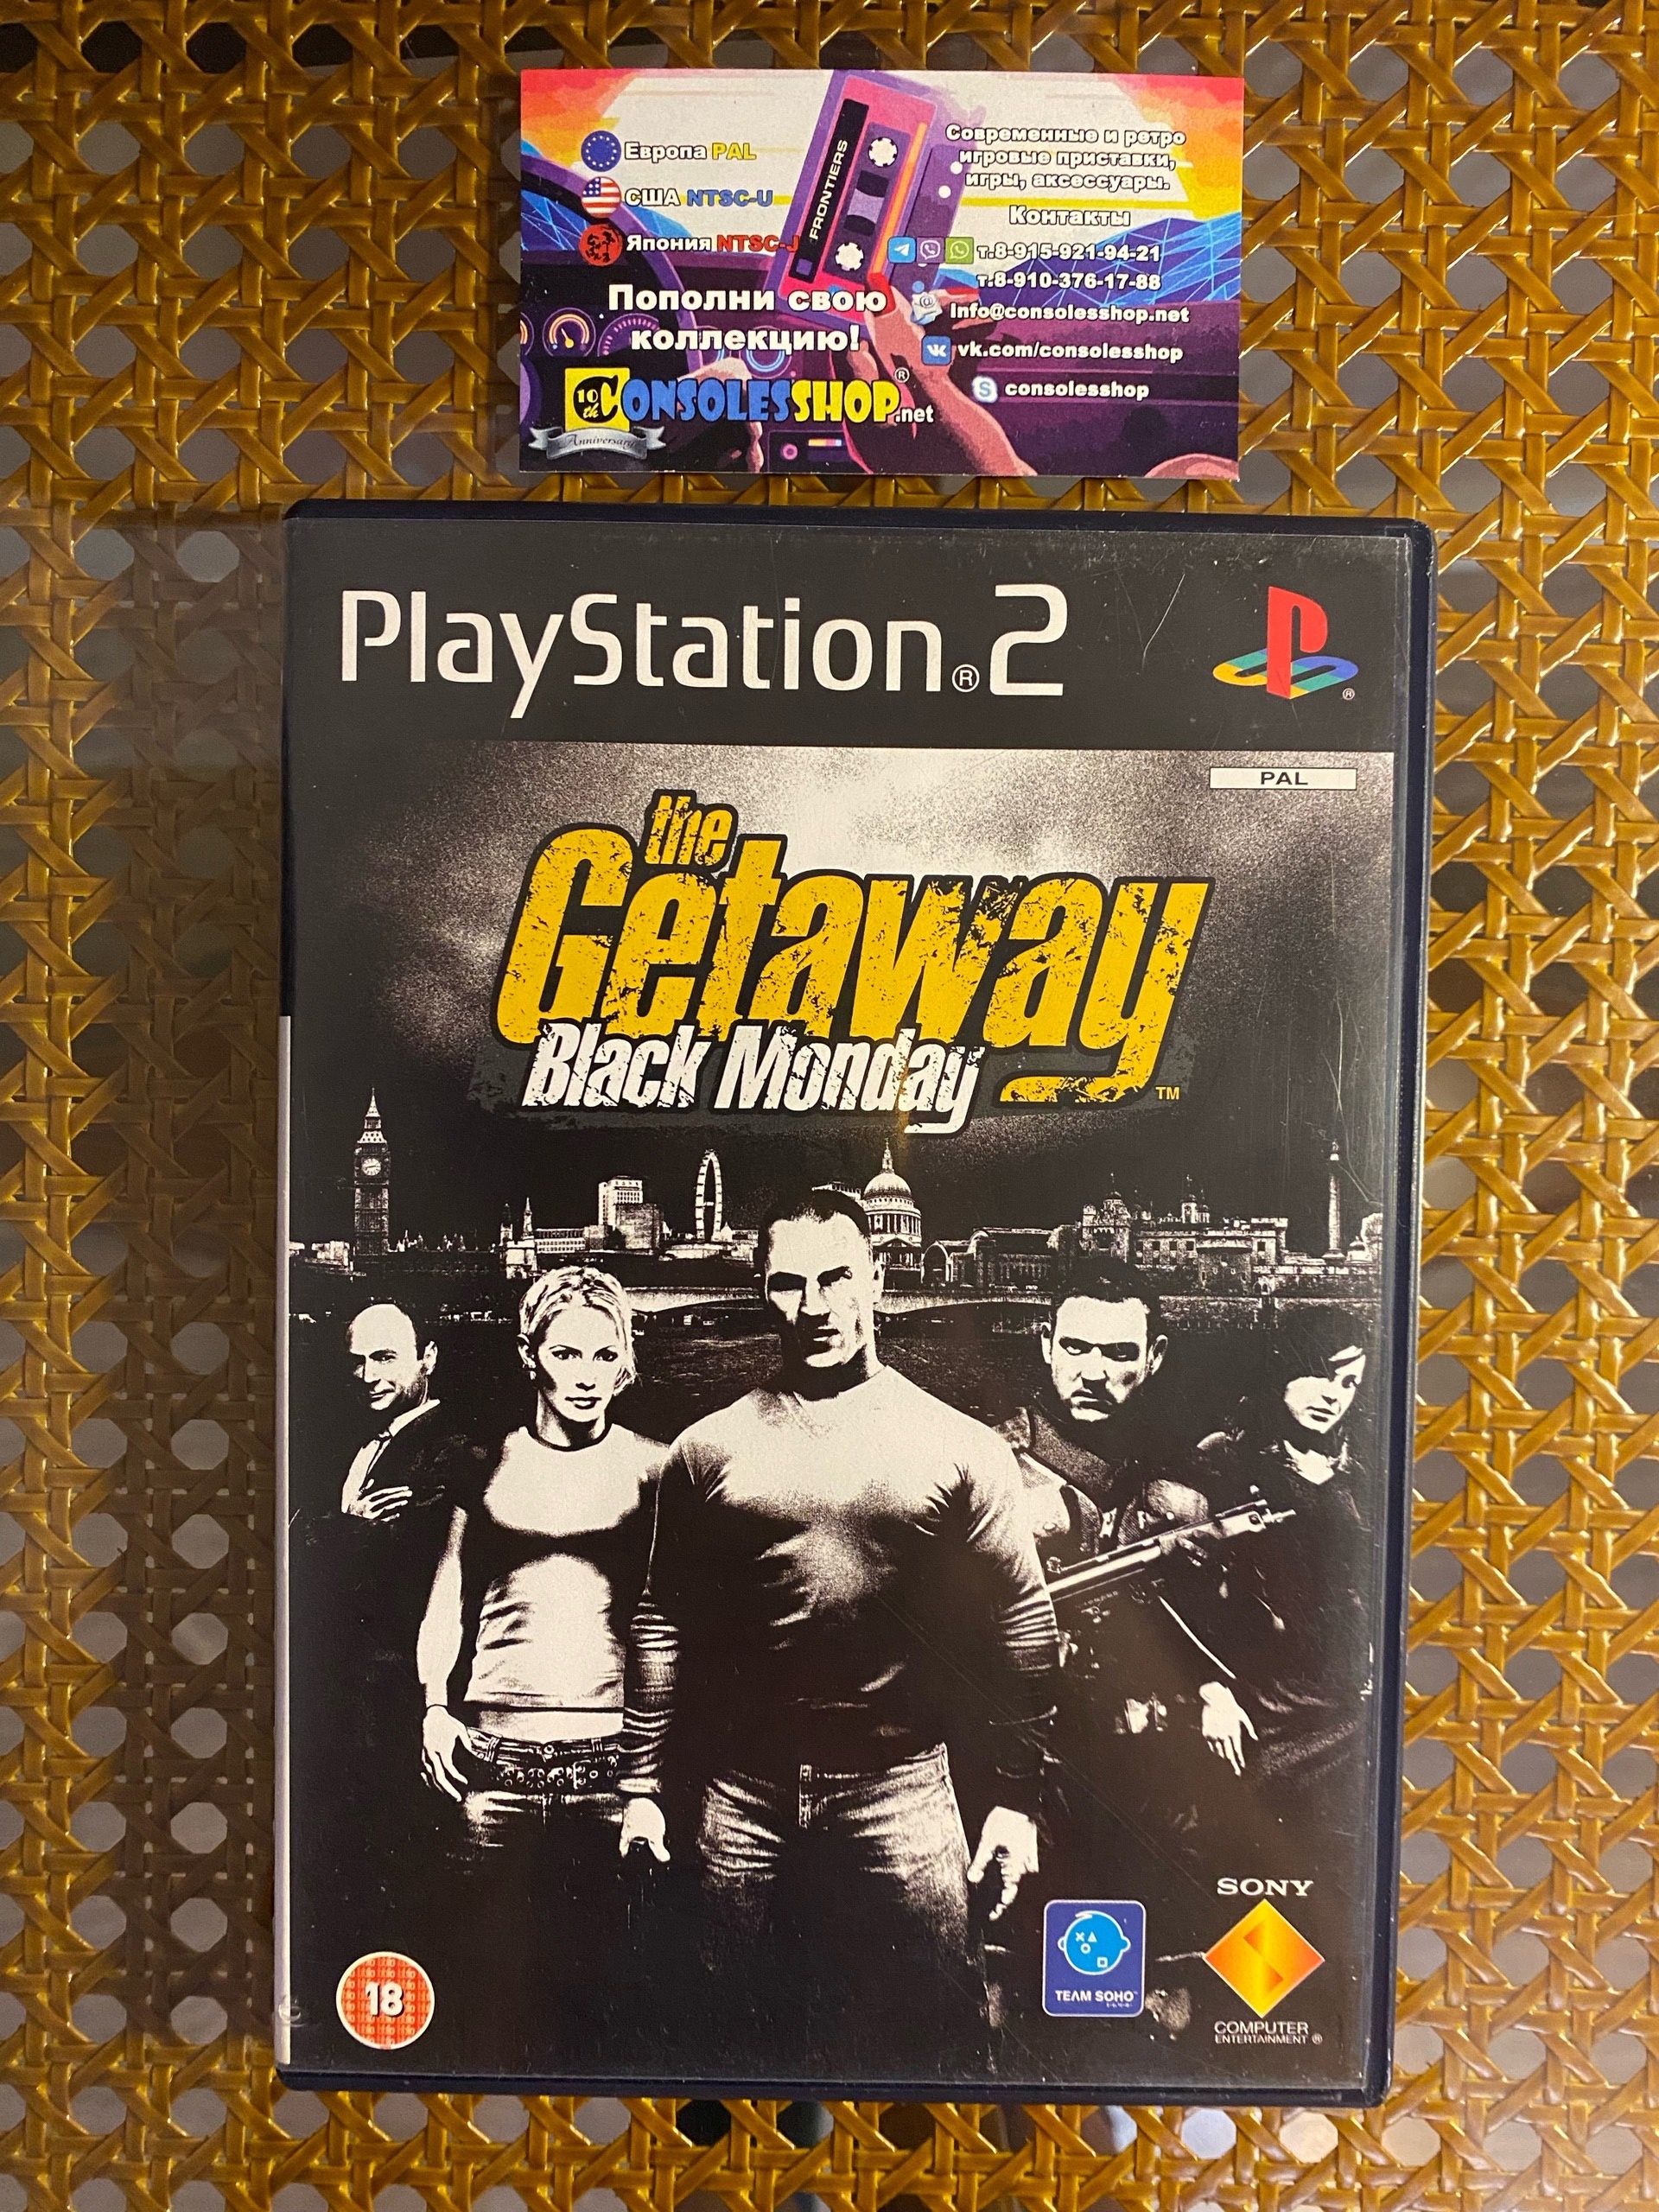 Европа PAL
США NTSC-U
Япония NTSC-J
Пополни свою
коллекцию!
10th
CONSOLESSHOP.net
®
Anniversary
FRONTIERS
Современные и ретро
игровые приставки,
игры, аксессуары.
Контакты
т.8-915-921-94-21
т.8-910-376-17-88
Info@consolesshop.net
vk.com/consolesshop
consolesshop
PlayStation®2
®
PAL
the
Getaway
Black Monday
TM
18
TEAM SOHO
SONY
COMPUTER
ENTERTAINMENT ®